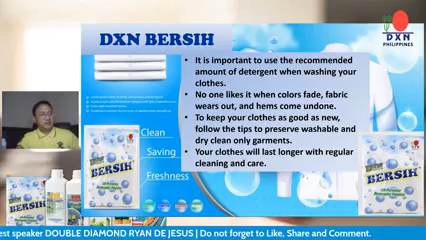 DXN BERSIH
DXN
PHILIPPINES
• It is important to use the recommended
amount of detergent when washing your
clothes.
• No one likes it when colors fade, fabric
wears out, and hems come undone.
• To keep your clothes as good as new,
follow the tips to preserve washable and
dry clean only garments.
• Your clothes will last longer with regular
cleaning and care.
Clean
Saving
Freshness
BERSIH
BERSIH
est speaker DOUBLE DIAMOND RYAN DE JESUS | Do not forget to Like, Share and Comment.